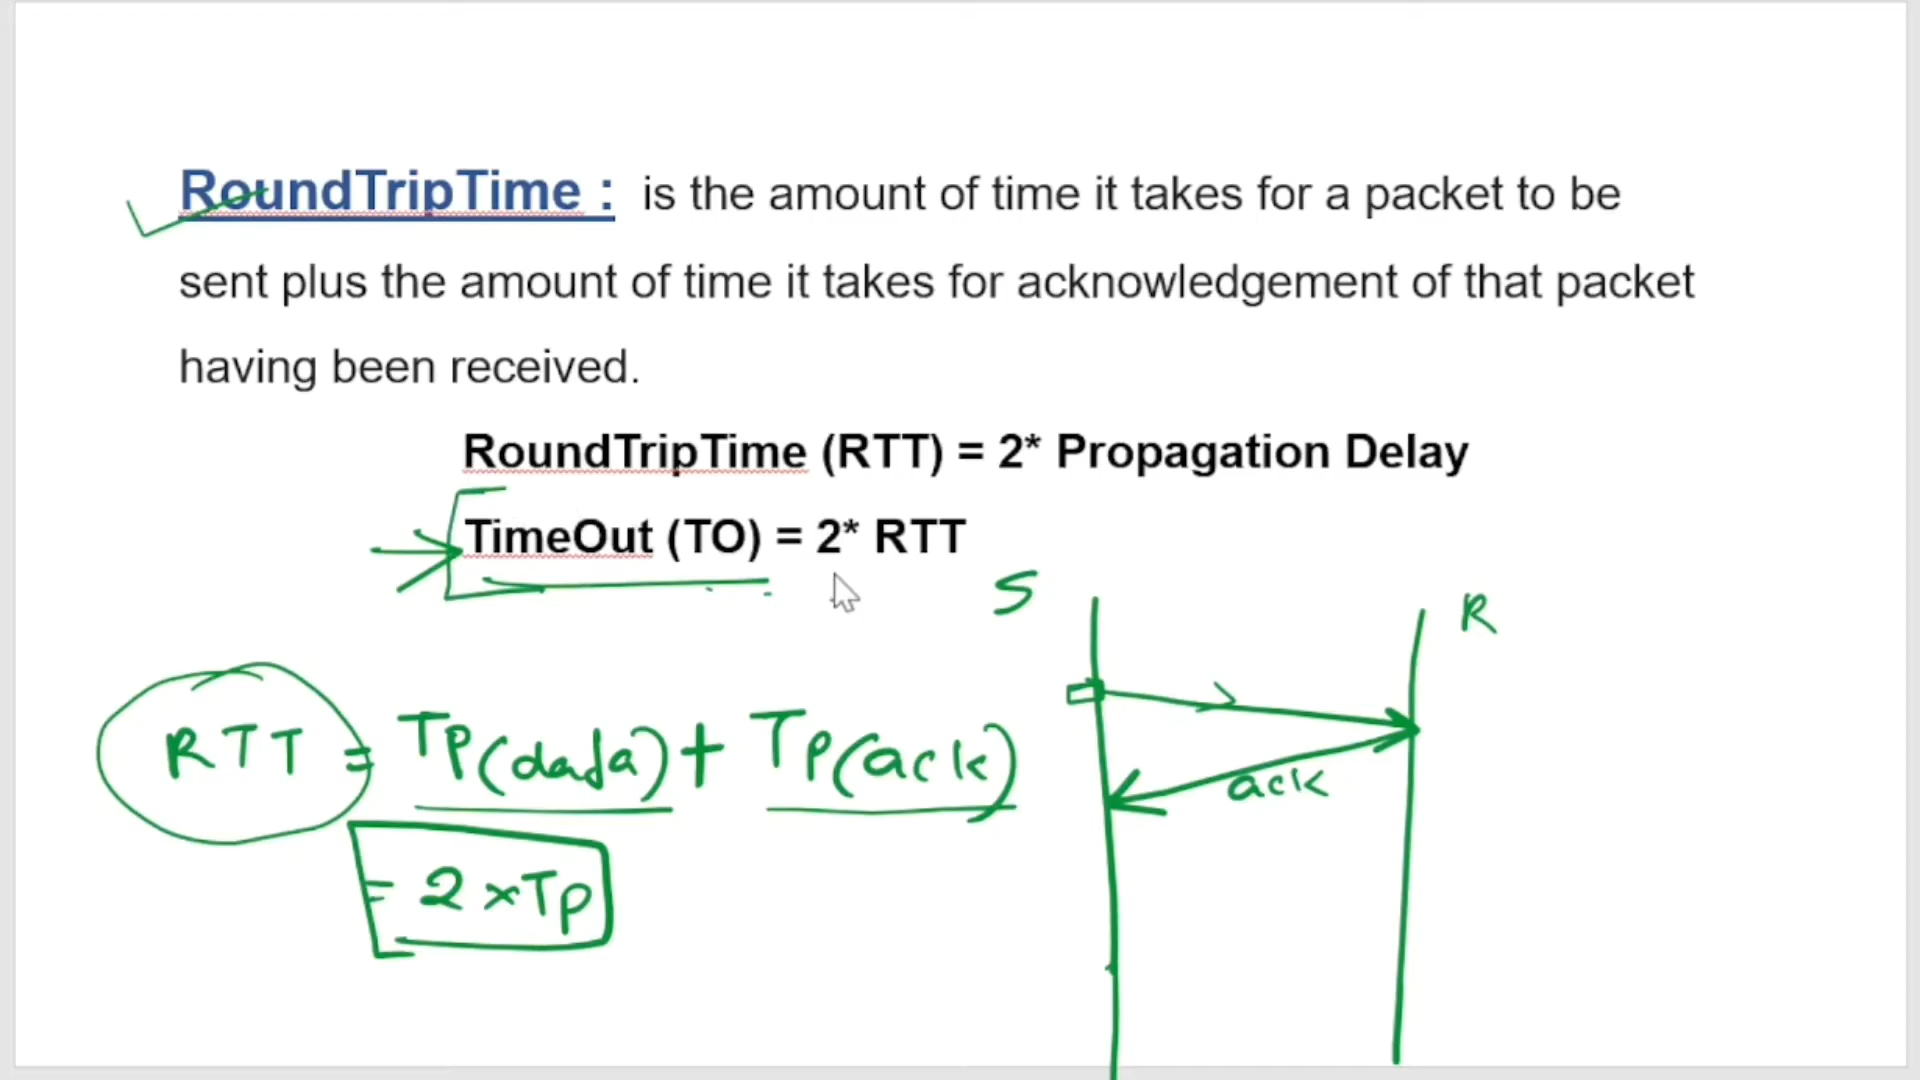 RoundTripTime : is the amount of time it takes for a packet to be
sent plus the amount of time it takes for acknowledgement of that packet
having been received.
RoundTripTime (RTT) = 2* Propagation Delay
TimeOut (TO) = 2* RTT
S
R
RTT = Tp(data) + Tp(ack)
ack
= 2 × Tp